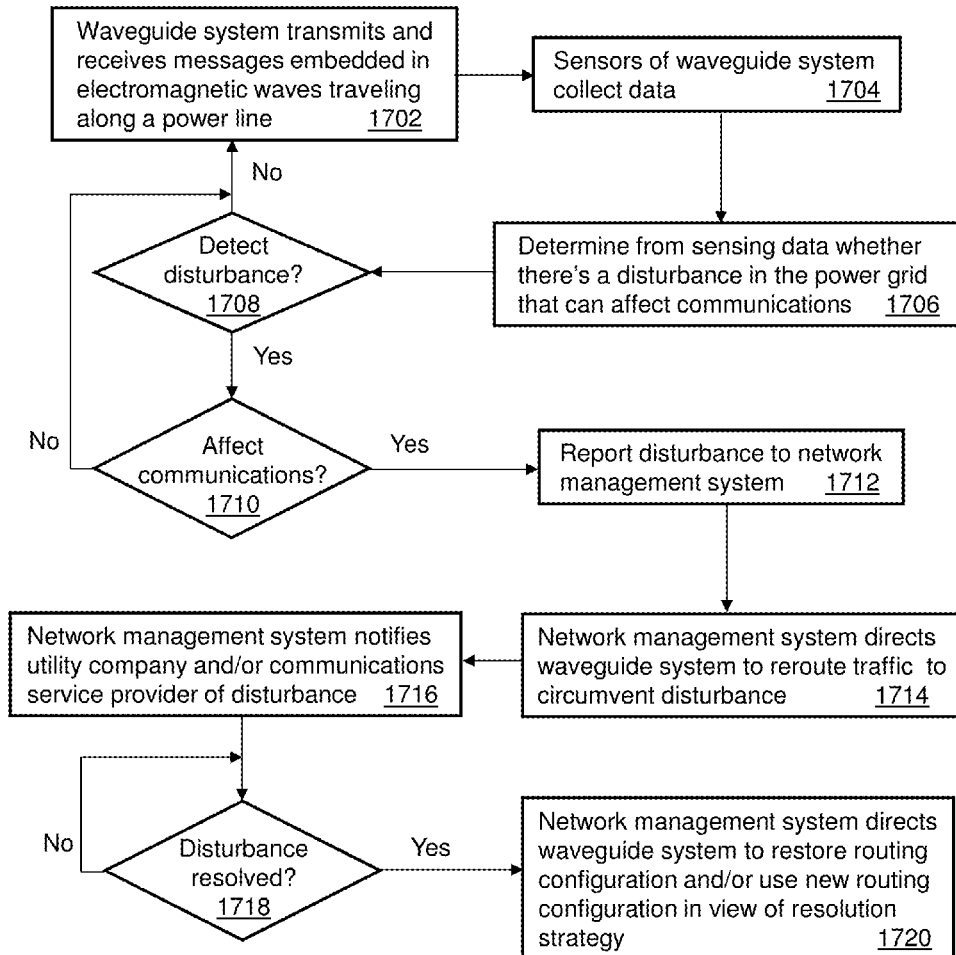 Waveguide system transmits and
receives messages embedded in
electromagnetic waves traveling
along a power line 1702
Sensors of waveguide system
collect data 1704
No
Detect
disturbance?
1708
Determine from sensing data whether
there's a disturbance in the power grid
that can affect communications 1706
Yes
No
Affect
communications?
1710
Yes
Report disturbance to network
management system 1712
Network management system notifies
utility company and/or communications
service provider of disturbance 1716
Network management system directs
waveguide system to reroute traffic to
circumvent disturbance 1714
No
Disturbance
resolved?
1718
Yes
Network management system directs
waveguide system to restore routing
configuration and/or use new routing
configuration in view of resolution
strategy 1720